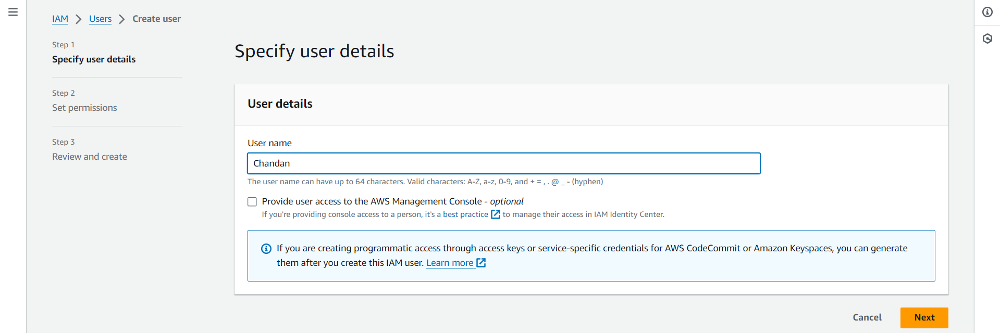 IAM > Users > Create user
Step 1
Specify user details
Step 2
Set permissions
Step 3
Review and create
Specify user details
User details
User name
Chandan
The user name can have up to 64 characters. Valid characters: A-Z, a-z, 0-9, and + = , . @ _ - (hyphen)
Provide user access to the AWS Management Console - optional
If you're providing console access to a person, it's a best practice to manage their access in IAM Identity Center.
If you are creating programmatic access through access keys or service-specific credentials for AWS CodeCommit or Amazon Keyspaces, you can generate
them after you create this IAM user. Learn more
Cancel Next